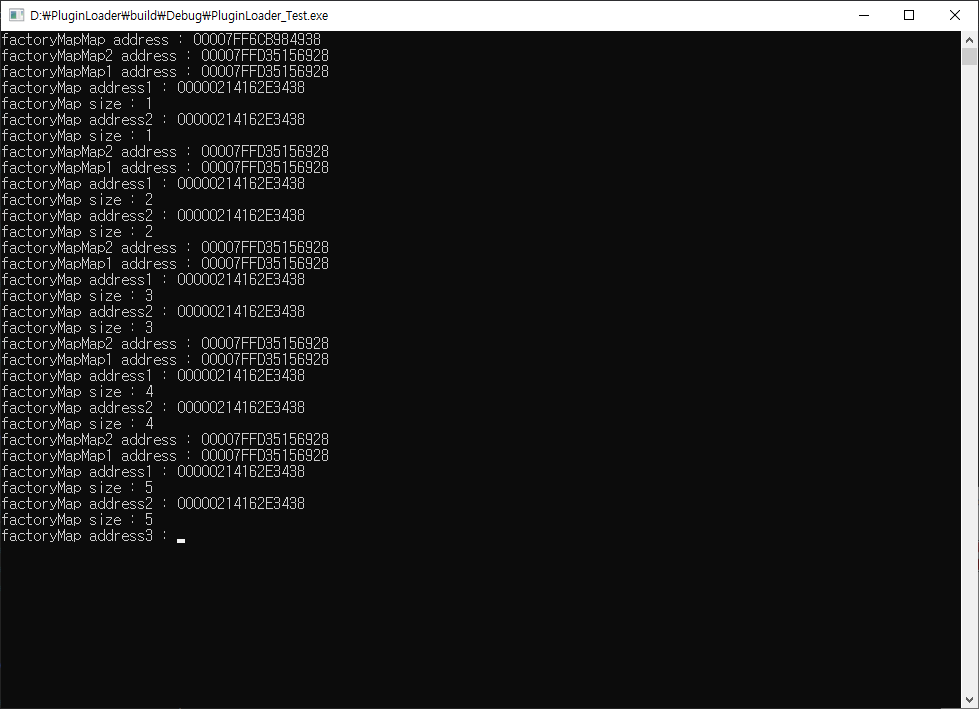 D:₩PluginLoader₩build₩Debug₩PluginLoader_Test.exe
factoryMapMap address : 00007FF6CB984938
factoryMapMap2 address : 00007FFD35156928
factoryMapMap1 address : 00007FFD35156928
factoryMap address1 : 00000214162E3438
factoryMap size : 1
factoryMap address2 : 00000214162E3438
factoryMap size : 1
factoryMapMap2 address : 00007FFD35156928
factoryMapMap1 address : 00007FFD35156928
factoryMap address1 : 00000214162E3438
factoryMap size : 2
factoryMap address2 : 00000214162E3438
factoryMap size : 2
factoryMapMap2 address : 00007FFD35156928
factoryMapMap1 address : 00007FFD35156928
factoryMap address1 : 00000214162E3438
factoryMap size : 3
factoryMap address2 : 00000214162E3438
factoryMap size : 3
factoryMapMap2 address : 00007FFD35156928
factoryMapMap1 address : 00007FFD35156928
factoryMap address1 : 00000214162E3438
factoryMap size : 4
factoryMap address2 : 00000214162E3438
factoryMap size : 4
factoryMapMap2 address : 00007FFD35156928
factoryMapMap1 address : 00007FFD35156928
factoryMap address1 : 00000214162E3438
factoryMap size : 5
factoryMap address2 : 00000214162E3438
factoryMap size : 5
factoryMap address3 :